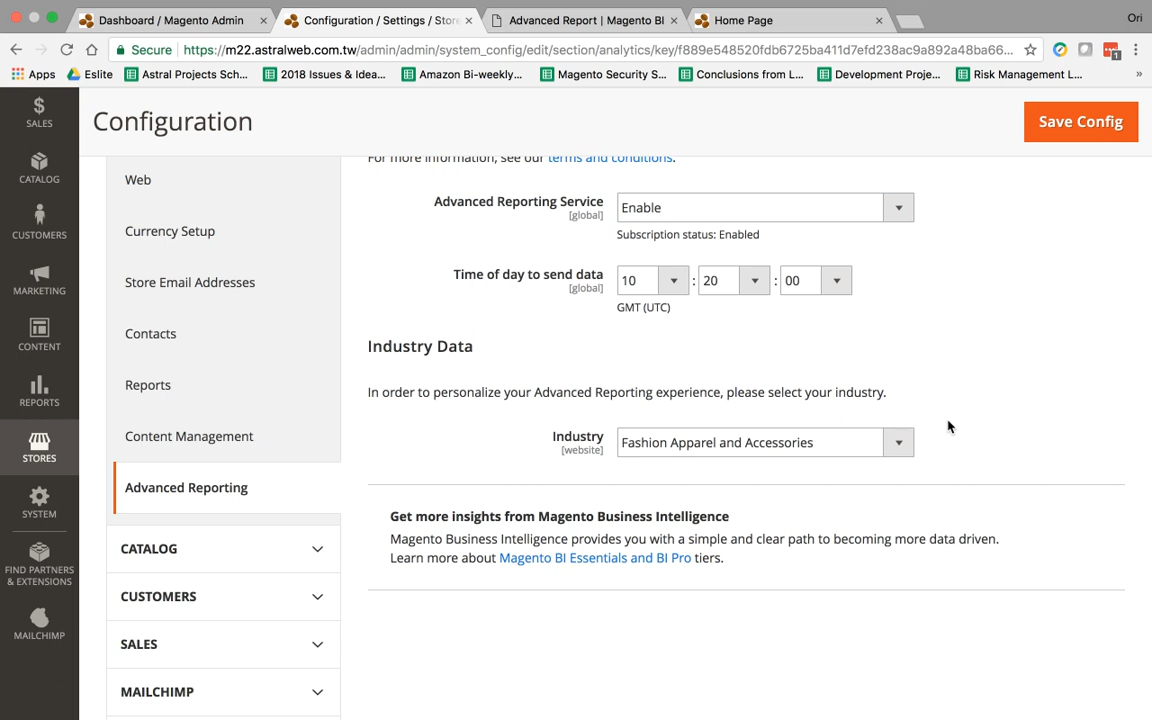 Dashboard / Magento Admin
Configuration / Settings / Stor
Advanced Report | Magento BI
Home Page
Ori
Secure
https://m22.astralweb.com.tw/admin/admin/system_config/edit/section/analytics/key/f889e548520fdb6725ba411d7efd238ac9a892a48ba66...
1
Apps
Eslite
Astral Projects Sch...
2018 Issues & Idea...
Amazon Bi-weekly...
Magento Security S...
Conclusions from L...
Development Proje...
Risk Management L...
»
SALES
CATALOG
CUSTOMERS
MARKETING
CONTENT
REPORTS
STORES
SYSTEM
FIND PARTNERS
& EXTENSIONS
MAILCHIMP
Configuration
Save Config
Web
Currency Setup
Store Email Addresses
Contacts
Reports
Content Management
Advanced Reporting
CATALOG
CUSTOMERS
SALES
MAILCHIMP
For more information, see our terms and conditions.
Advanced Reporting Service
[global]
Enable
Subscription status: Enabled
Time of day to send data
[global]
10 : 20 : 00
GMT (UTC)
Industry Data
In order to personalize your Advanced Reporting experience, please select your industry.
Industry
[website]
Fashion Apparel and Accessories
Get more insights from Magento Business Intelligence
Magento Business Intelligence provides you with a simple and clear path to becoming more data driven.
Learn more about Magento BI Essentials and BI Pro tiers.